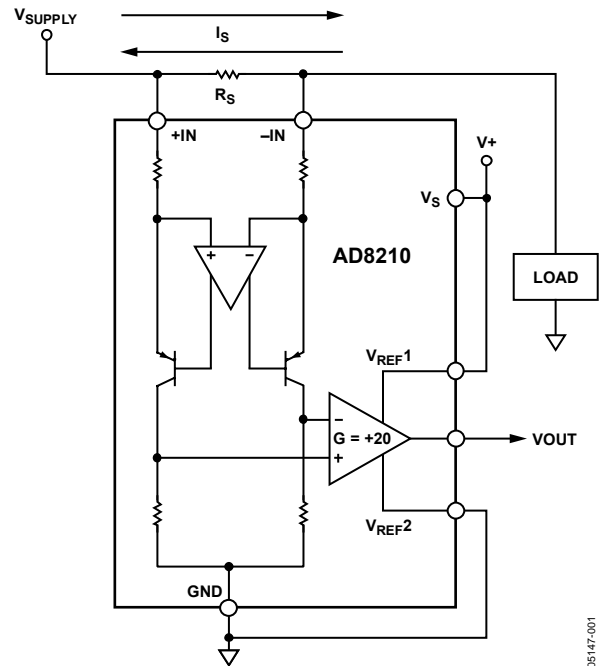 VSUPPLY
IS
RS
+IN
–IN
V+
VS
AD8210
LOAD
+
–
VREF1
–
G = +20
+
VOUT
VREF2
GND
05147-001